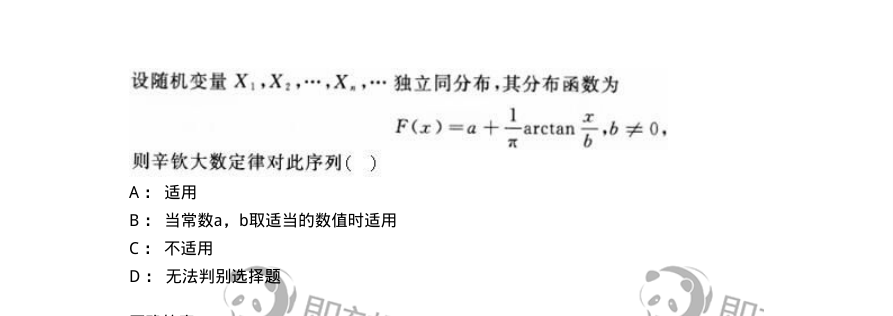 设随机变量 X₁,X₂,…,Xₙ,… 独立同分布,其分布函数为
F(x)=a+\frac{1}{π}arctan\frac{x}{b},b≠0,
则辛钦大数定律对此序列( )
A： 适用
B： 当常数a，b取适当的数值时适用
C： 不适用
D： 无法判别选择题